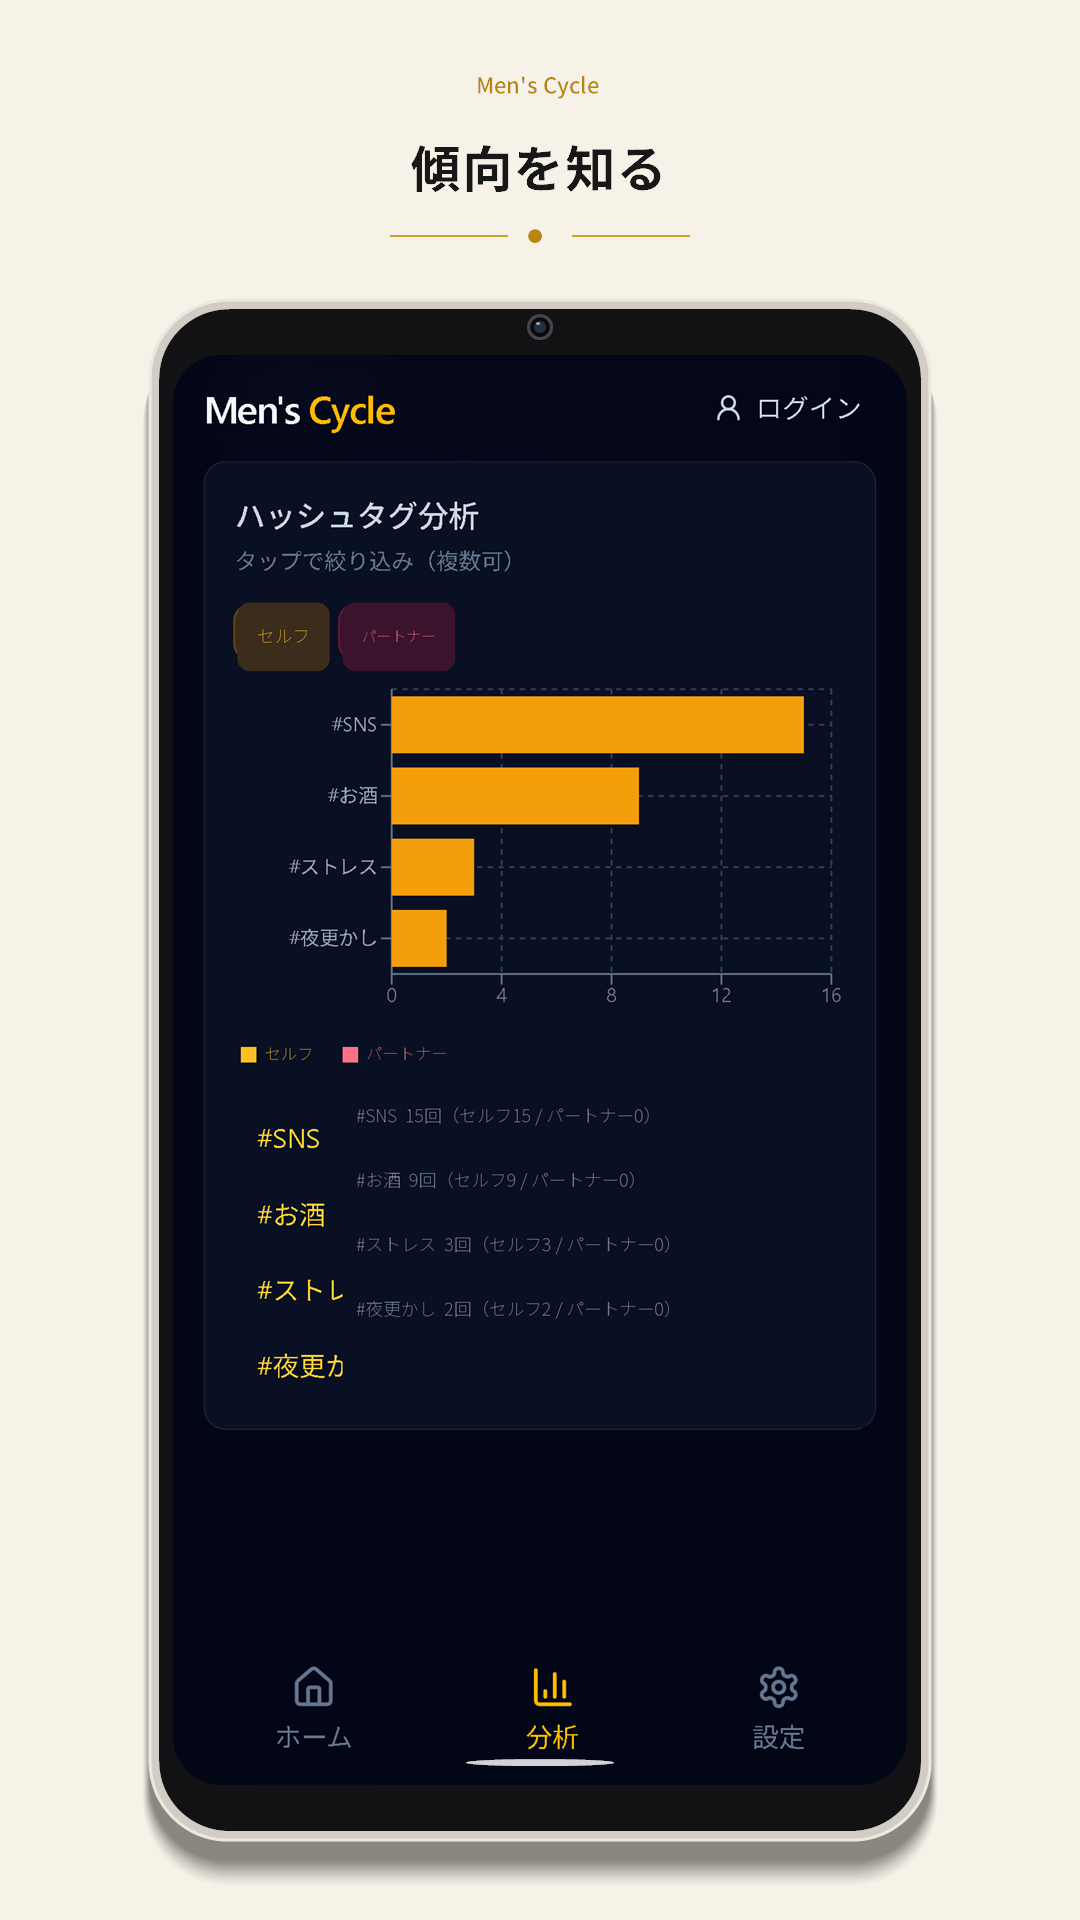 Men's Cycle
傾向を知る
Men's Cycle
ログイン
ハッシュタグ分析
タップで絞り込み（複数可）
セルフ
パートナー
#SNS
#お酒
#ストレス
#夜更かし
0 4 8 12 16
セルフ パートナー
#SNS 15回（セルフ15 / パートナー0）
#SNS
#お酒 9回（セルフ9 / パートナー0）
#お酒
#ストレス 3回（セルフ3 / パートナー0）
#ストレ
#夜更かし 2回（セルフ2 / パートナー0）
#夜更か
ホーム
分析
設定